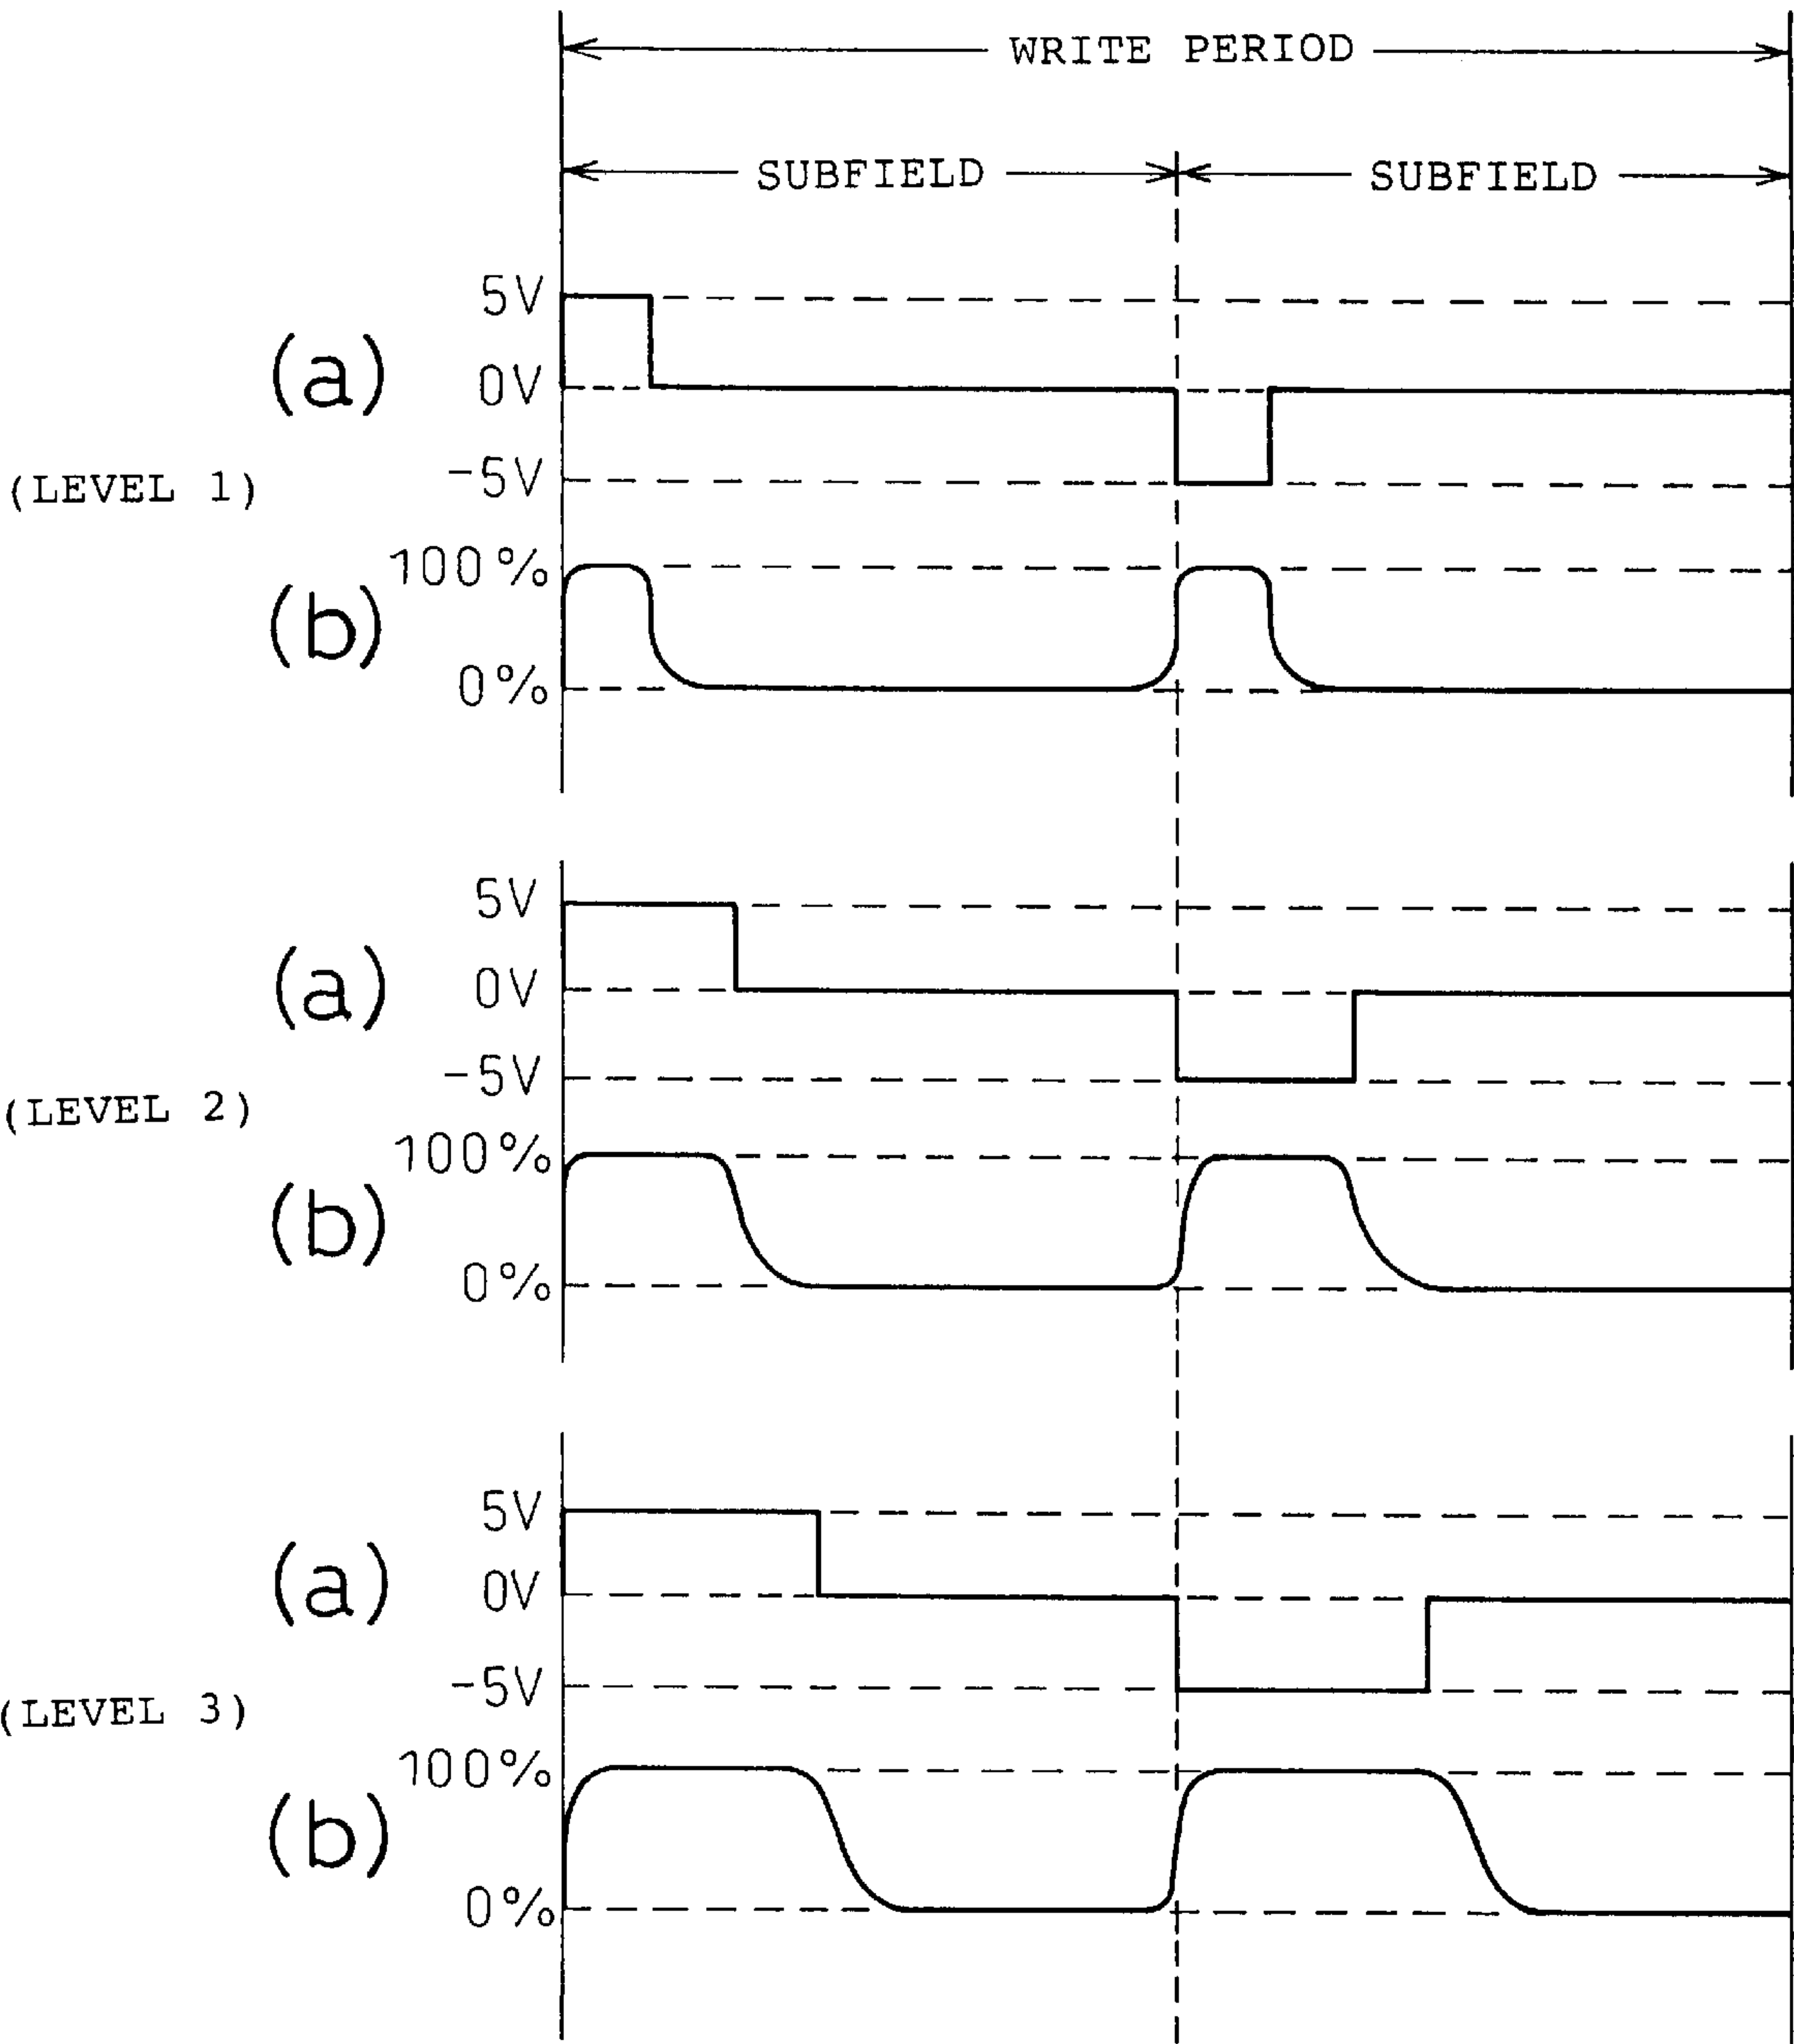 WRITE PERIOD
SUBFIELD SUBFIELD
5V
(a) 0V
-5V
(LEVEL 1)
100%
(b)
0%
5V
(a) 0V
-5V
(LEVEL 2)
100%
(b)
0%
5V
(a) 0V
-5V
(LEVEL 3)
100%
(b)
0%